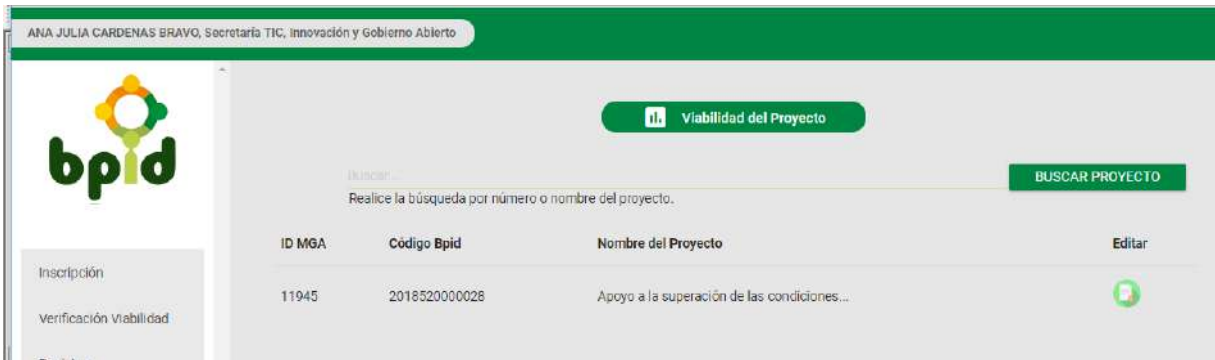 ANA JULIA CARDENAS BRAVO, Secretaría TIC, Innovación y Gobierno Abierto
bpid
Viabilidad del Proyecto
Buscar...
BUSCAR PROYECTO
Realice la búsqueda por número o nombre del proyecto.
ID MGA Código Bpid Nombre del Proyecto Editar
Inscripción
11945 2018520000028 Apoyo a la superación de las condiciones...
Verificación Viabilidad